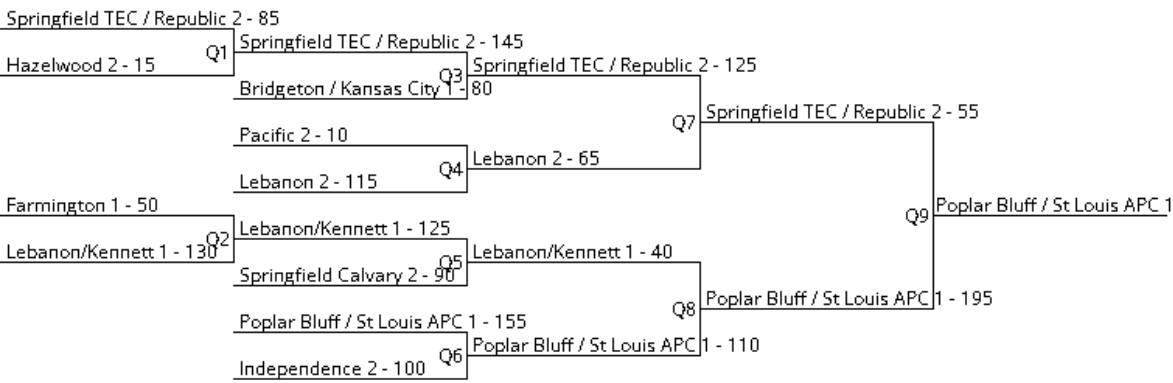 Springfield TEC / Republic 2 - 85
Q1
Hazelwood 2 - 15
Springfield TEC / Republic 2 - 145
Q3
Bridgeton / Kansas City 1 - 80
Springfield TEC / Republic 2 - 125
Pacific 2 - 10
Q4
Lebanon 2 - 115
Q7
Lebanon 2 - 65
Springfield TEC / Republic 2 - 55
Farmington 1 - 50
Q2
Lebanon/Kennett 1 - 130
Lebanon/Kennett 1 - 125
Q5
Springfield Calvary 2 - 90
Lebanon/Kennett 1 - 40
Poplar Bluff / St Louis APC 1 - 155
Q6
Independence 2 - 100
Q8
Poplar Bluff / St Louis APC 1 - 110
Poplar Bluff / St Louis APC 1 - 195
Q9
Poplar Bluff / St Louis APC 1